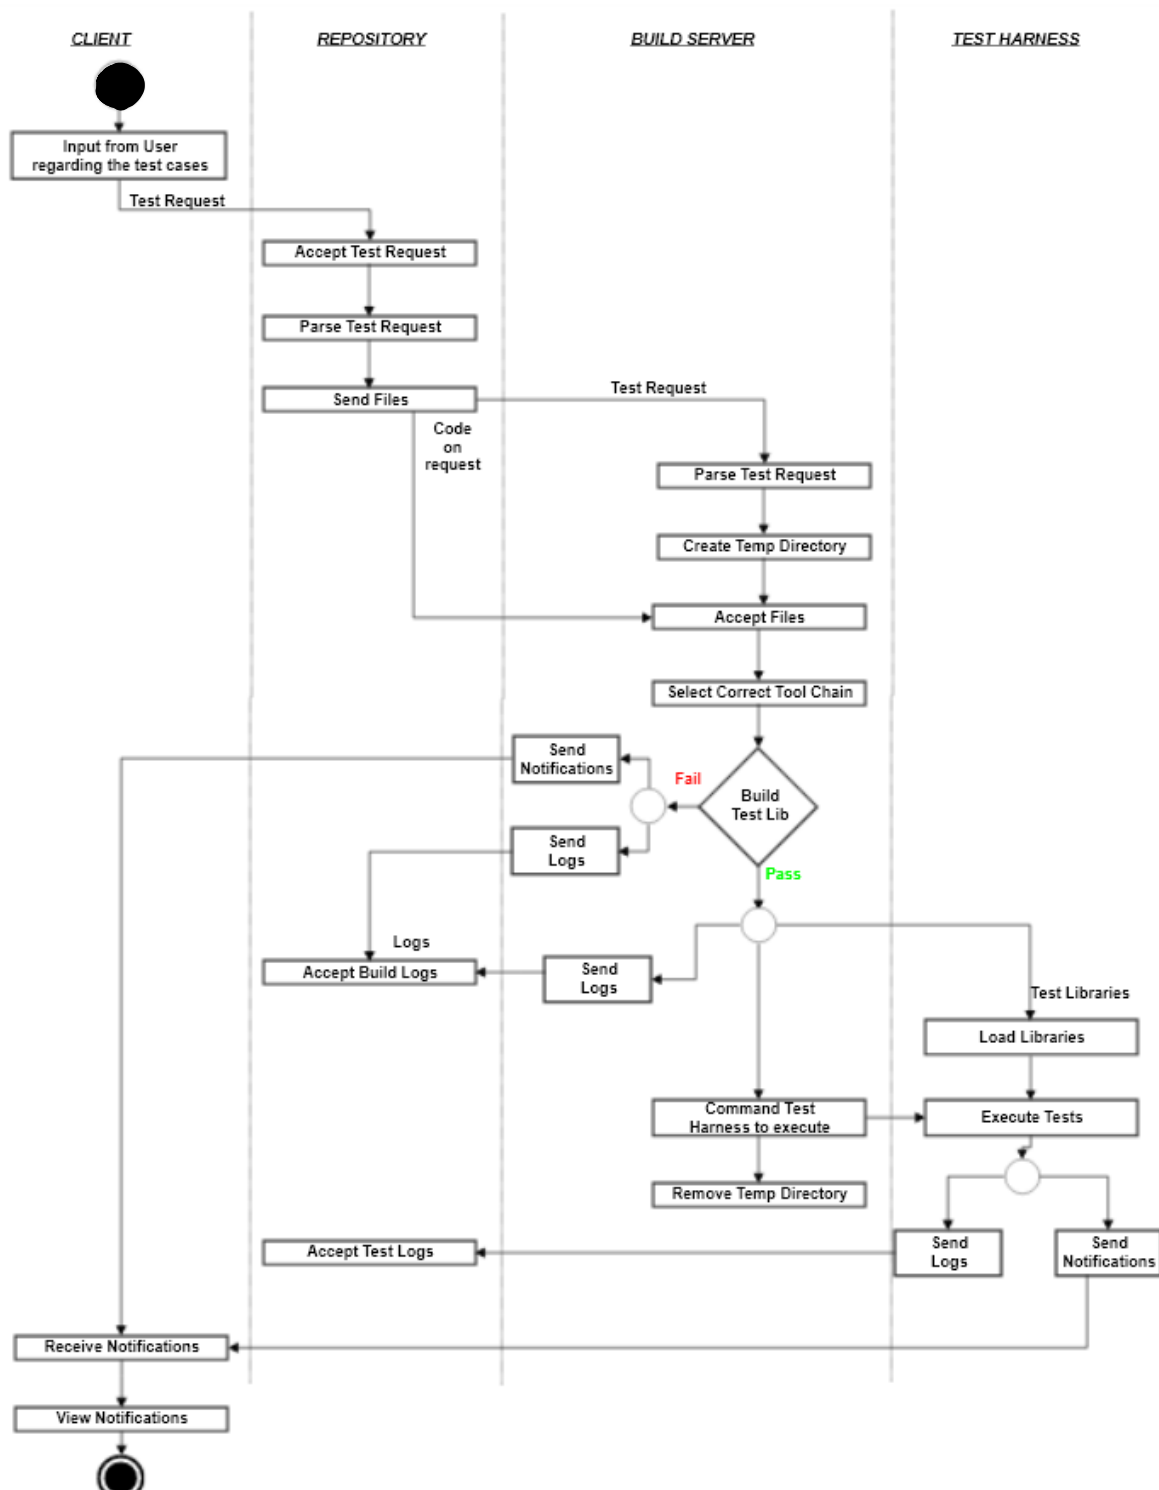 CLIENT
REPOSITORY
BUILD SERVER
TEST HARNESS
Input from User
regarding the test cases
Test Request
Accept Test Request
Parse Test Request
Send Files
Test Request
Code
on
request
Parse Test Request
Create Temp Directory
Accept Files
Select Correct Tool Chain
Send
Notifications
Fail
Build
Test Lib
Send
Logs
Pass
Logs
Accept Build Logs
Send
Logs
Test Libraries
Load Libraries
Command Test
Harness to execute
Execute Tests
Remove Temp Directory
Accept Test Logs
Send
Logs
Send
Notifications
Receive Notifications
View Notifications